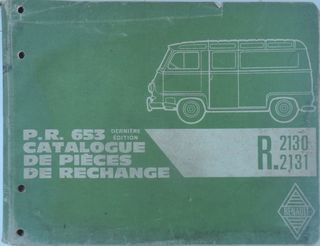 P.R. 653 DERNIÈRE ÉDITION
CATALOGUE
DE PIÈCES
DE RECHANGE
R. 2130
2131
RENAULT